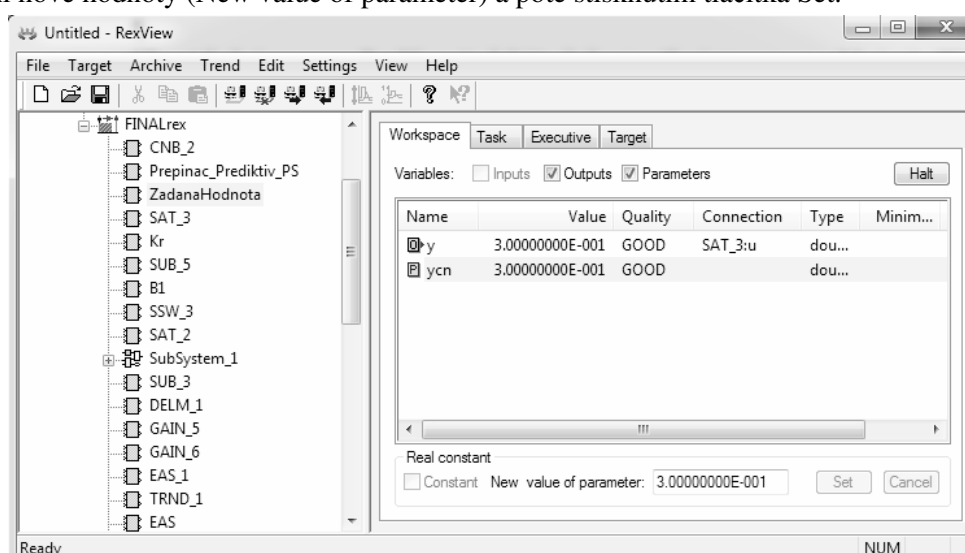 nové hodnoty (New value of parameter) a poté stisknutím tlačítka Set.
Untitled - RexView
File Target Archive Trend Edit Settings View Help
FINALrex
CNB_2
Prepinac_Prediktiv_PS
ZadanaHodnota
SAT_3
Kr
SUB_5
B1
SSW_3
SAT_2
SubSystem_1
SUB_3
DELM_1
GAIN_5
GAIN_6
EAS_1
TRND_1
EAS
Workspace Task Executive Target
Variables: Inputs Outputs Parameters Halt
Name Value Quality Connection Type Minim...
y 3.00000000E-001 GOOD SAT_3:u dou...
ycn 3.00000000E-001 GOOD dou...
Real constant
Constant New value of parameter: 3.00000000E-001 Set Cancel
Ready NUM